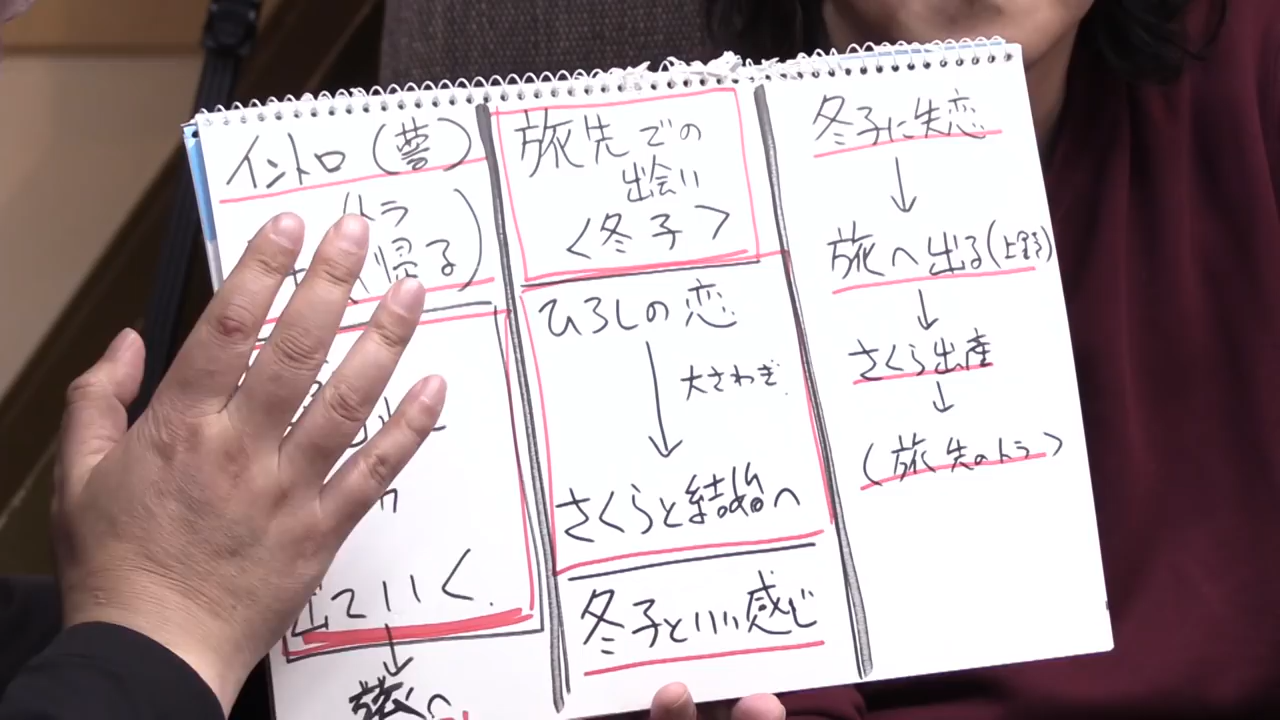 イントロ(夢)
トラ
帰る
出ていく.
↓
旅へ
旅先での
出会い
<冬子>
ひろしの恋
↓ 大さわぎ
さくらと結婚へ
冬子といい感じ
冬子に失恋
↓
旅へ出る(上野)
↓
さくら出産
↓
(旅先のトラ)